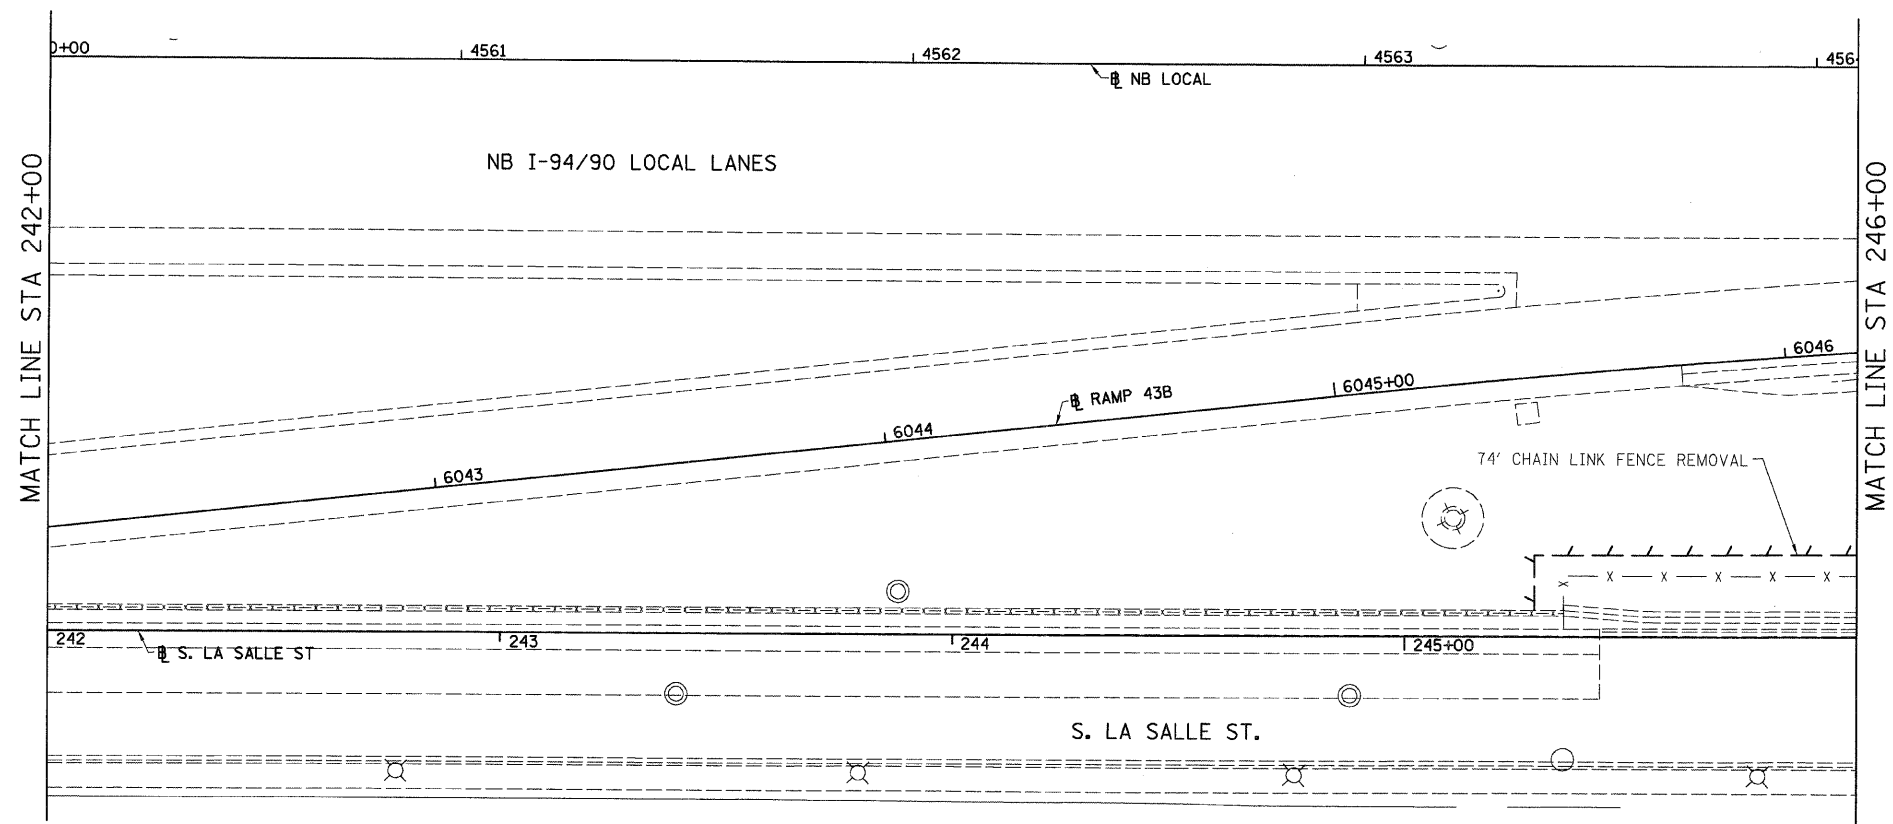 0+00
4561
4562
4563
4564
℄ NB LOCAL
NB I-94/90 LOCAL LANES
MATCH LINE STA 242+00
MATCH LINE STA 246+00
6046
6045+00
℄ RAMP 43B
6044
6043
74' CHAIN LINK FENCE REMOVAL
X X X X X
X
242
243
244
245+00
℄ S. LA SALLE ST
S. LA SALLE ST.